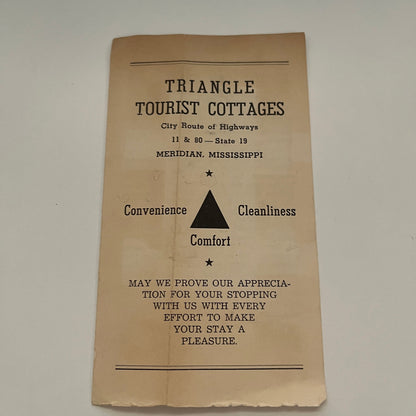 TRIANGLE
TOURIST COTTAGES
City Route of Highways
11 & 80—State 19
MERIDIAN, MISSISSIPPI
Convenience Cleanliness
Comfort
MAY WE PROVE OUR APPRECIA-
TION FOR YOUR STOPPING
WITH US WITH EVERY
EFFORT TO MAKE
YOUR STAY A
PLEASURE.